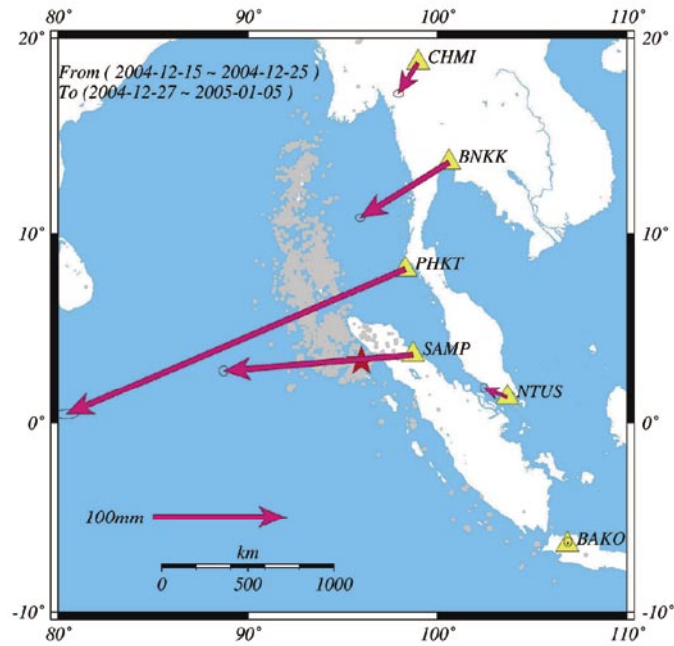 80° 90° 100° 110°
20° 20°
CHMI
From ( 2004-12-15 ~ 2004-12-25 )
To (2004-12-27 ~ 2005-01-05 )
BNKK
10° 10°
PHKT
SAMP
NTUS
0° 0°
100mm
BAKO
km
0 500 1000
-10° -10°
80° 90° 100° 110°